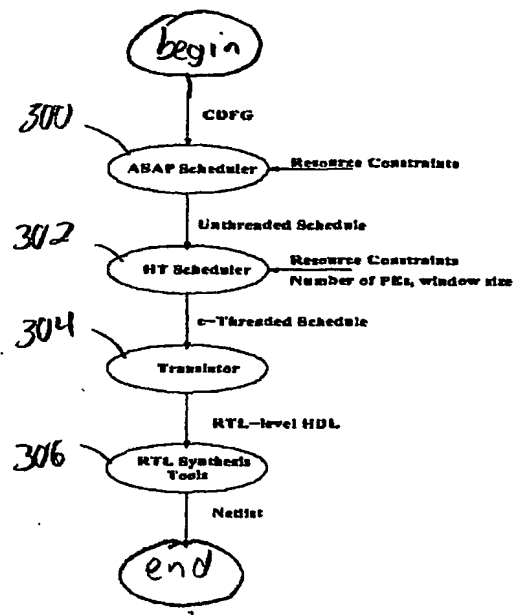 begin
CDFG
300
ASAP Scheduler
Resource Constraints
Unthreaded Schedule
302
HT Scheduler
Resource Constraints
Number of PEs, window size
c-Threaded Schedule
304
Translator
RTL-level HDL
306
RTL Synthesis
Tools
Netlist
end